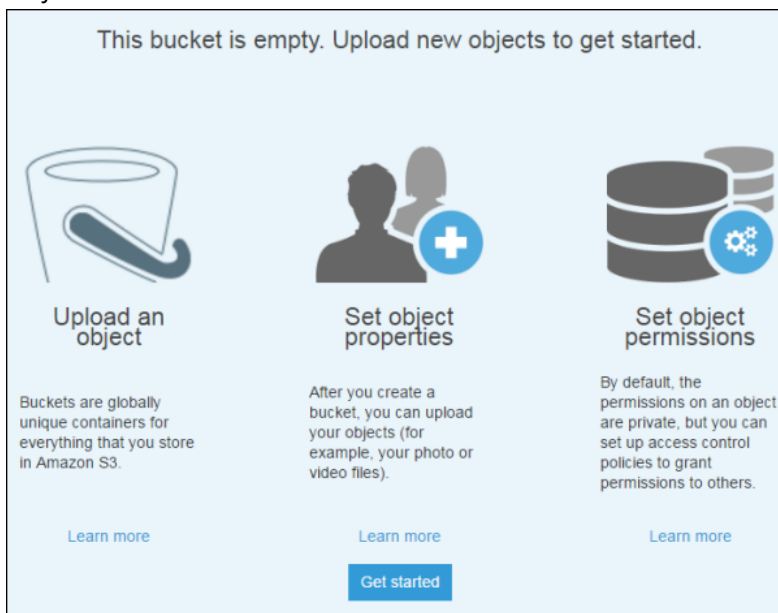 This bucket is empty. Upload new objects to get started.
Upload an
object
Buckets are globally
unique containers for
everything that you store
in Amazon S3.
Learn more
Set object
properties
After you create a
bucket, you can upload
your objects (for
example, your photo or
video files).
Learn more
Get started
Set object
permissions
By default, the
permissions on an object
are private, but you can
set up access control
policies to grant
permissions to others.
Learn more